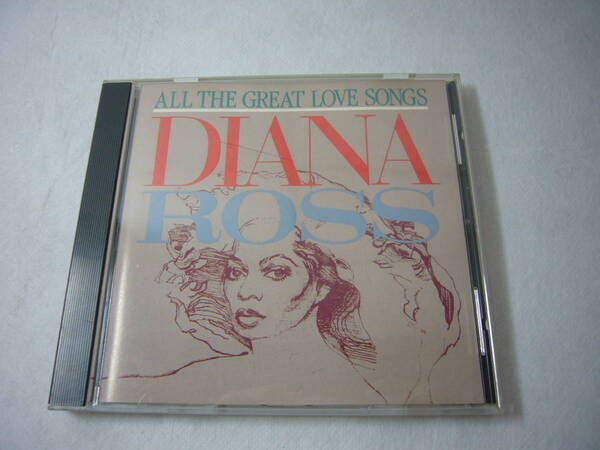 ALL THE GREAT LOVE SONGS
DIANA
ROSS